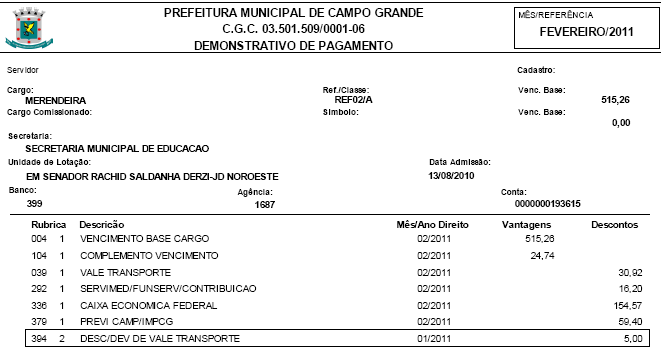 PREFEITURA MUNICIPAL DE CAMPO GRANDE
C.G.C. 03.501.509/0001-06
DEMONSTRATIVO DE PAGAMENTO
MÊS/REFERÊNCIA
FEVEREIRO/2011
Servidor Cadastro:
Cargo: Ref./Classe: Venc. Base:
MERENDEIRA REF02/A 515,26
Cargo Comissionado: Símbolo: Venc. Base:
0,00
Secretaria:
SECRETARIA MUNICIPAL DE EDUCACAO
Unidade de Lotação: Data Admissão:
EM SENADOR RACHID SALDANHA DERZI-JD NOROESTE 13/08/2010
Banco: Agência: Conta:
399 1687 0000000193615
Rubrica Descrição Mês/Ano Direito Vantagens Descontos
004 1 VENCIMENTO BASE CARGO 02/2011 515,26
104 1 COMPLEMENTO VENCIMENTO 02/2011 24,74
039 1 VALE TRANSPORTE 02/2011 30,92
292 1 SERVIMED/FUNSERV/CONTRIBUICAO 02/2011 16,20
336 1 CAIXA ECONOMICA FEDERAL 02/2011 154,57
379 1 PREVI CAMP/IMPCG 02/2011 59,40
394 2 DESC/DEV DE VALE TRANSPORTE 01/2011 5,00